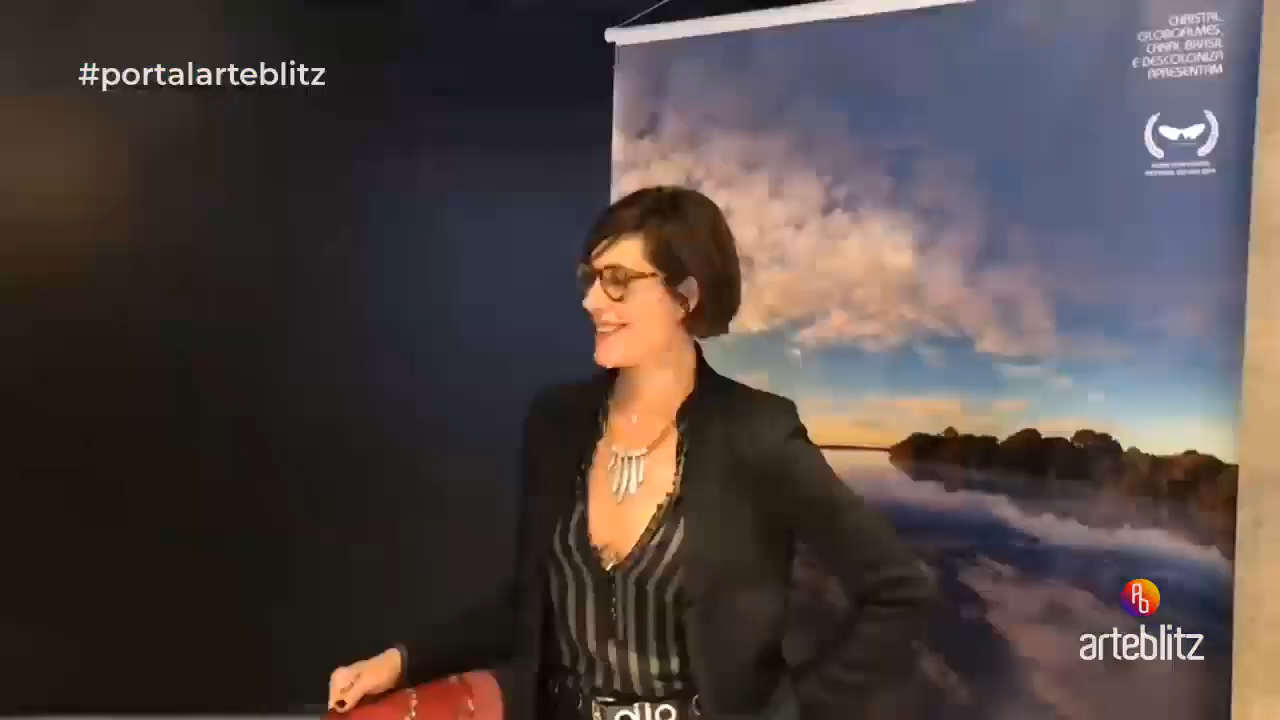 #portalarteblitz
CHRISTAL,
GLOBOFILMES,
CANAL BRASIL
E DESCOLONIZA
APRESENTAM
arteblitz